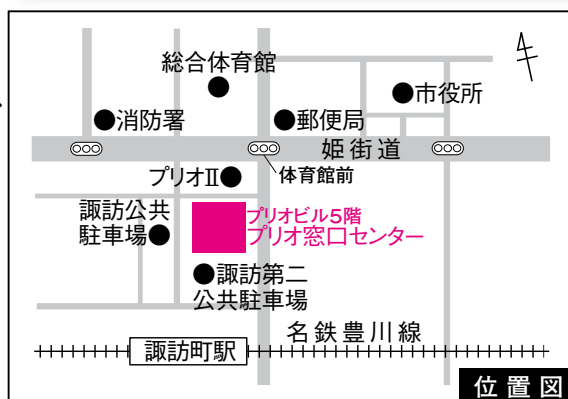 総合体育館
●市役所
●消防署
●郵便局
姫街道
プリオⅡ●
体育館前
諏訪公共
駐車場●
プリオビル5階
プリオ窓口センター
●諏訪第二
公共駐車場
名鉄豊川線
諏訪町駅
位置図